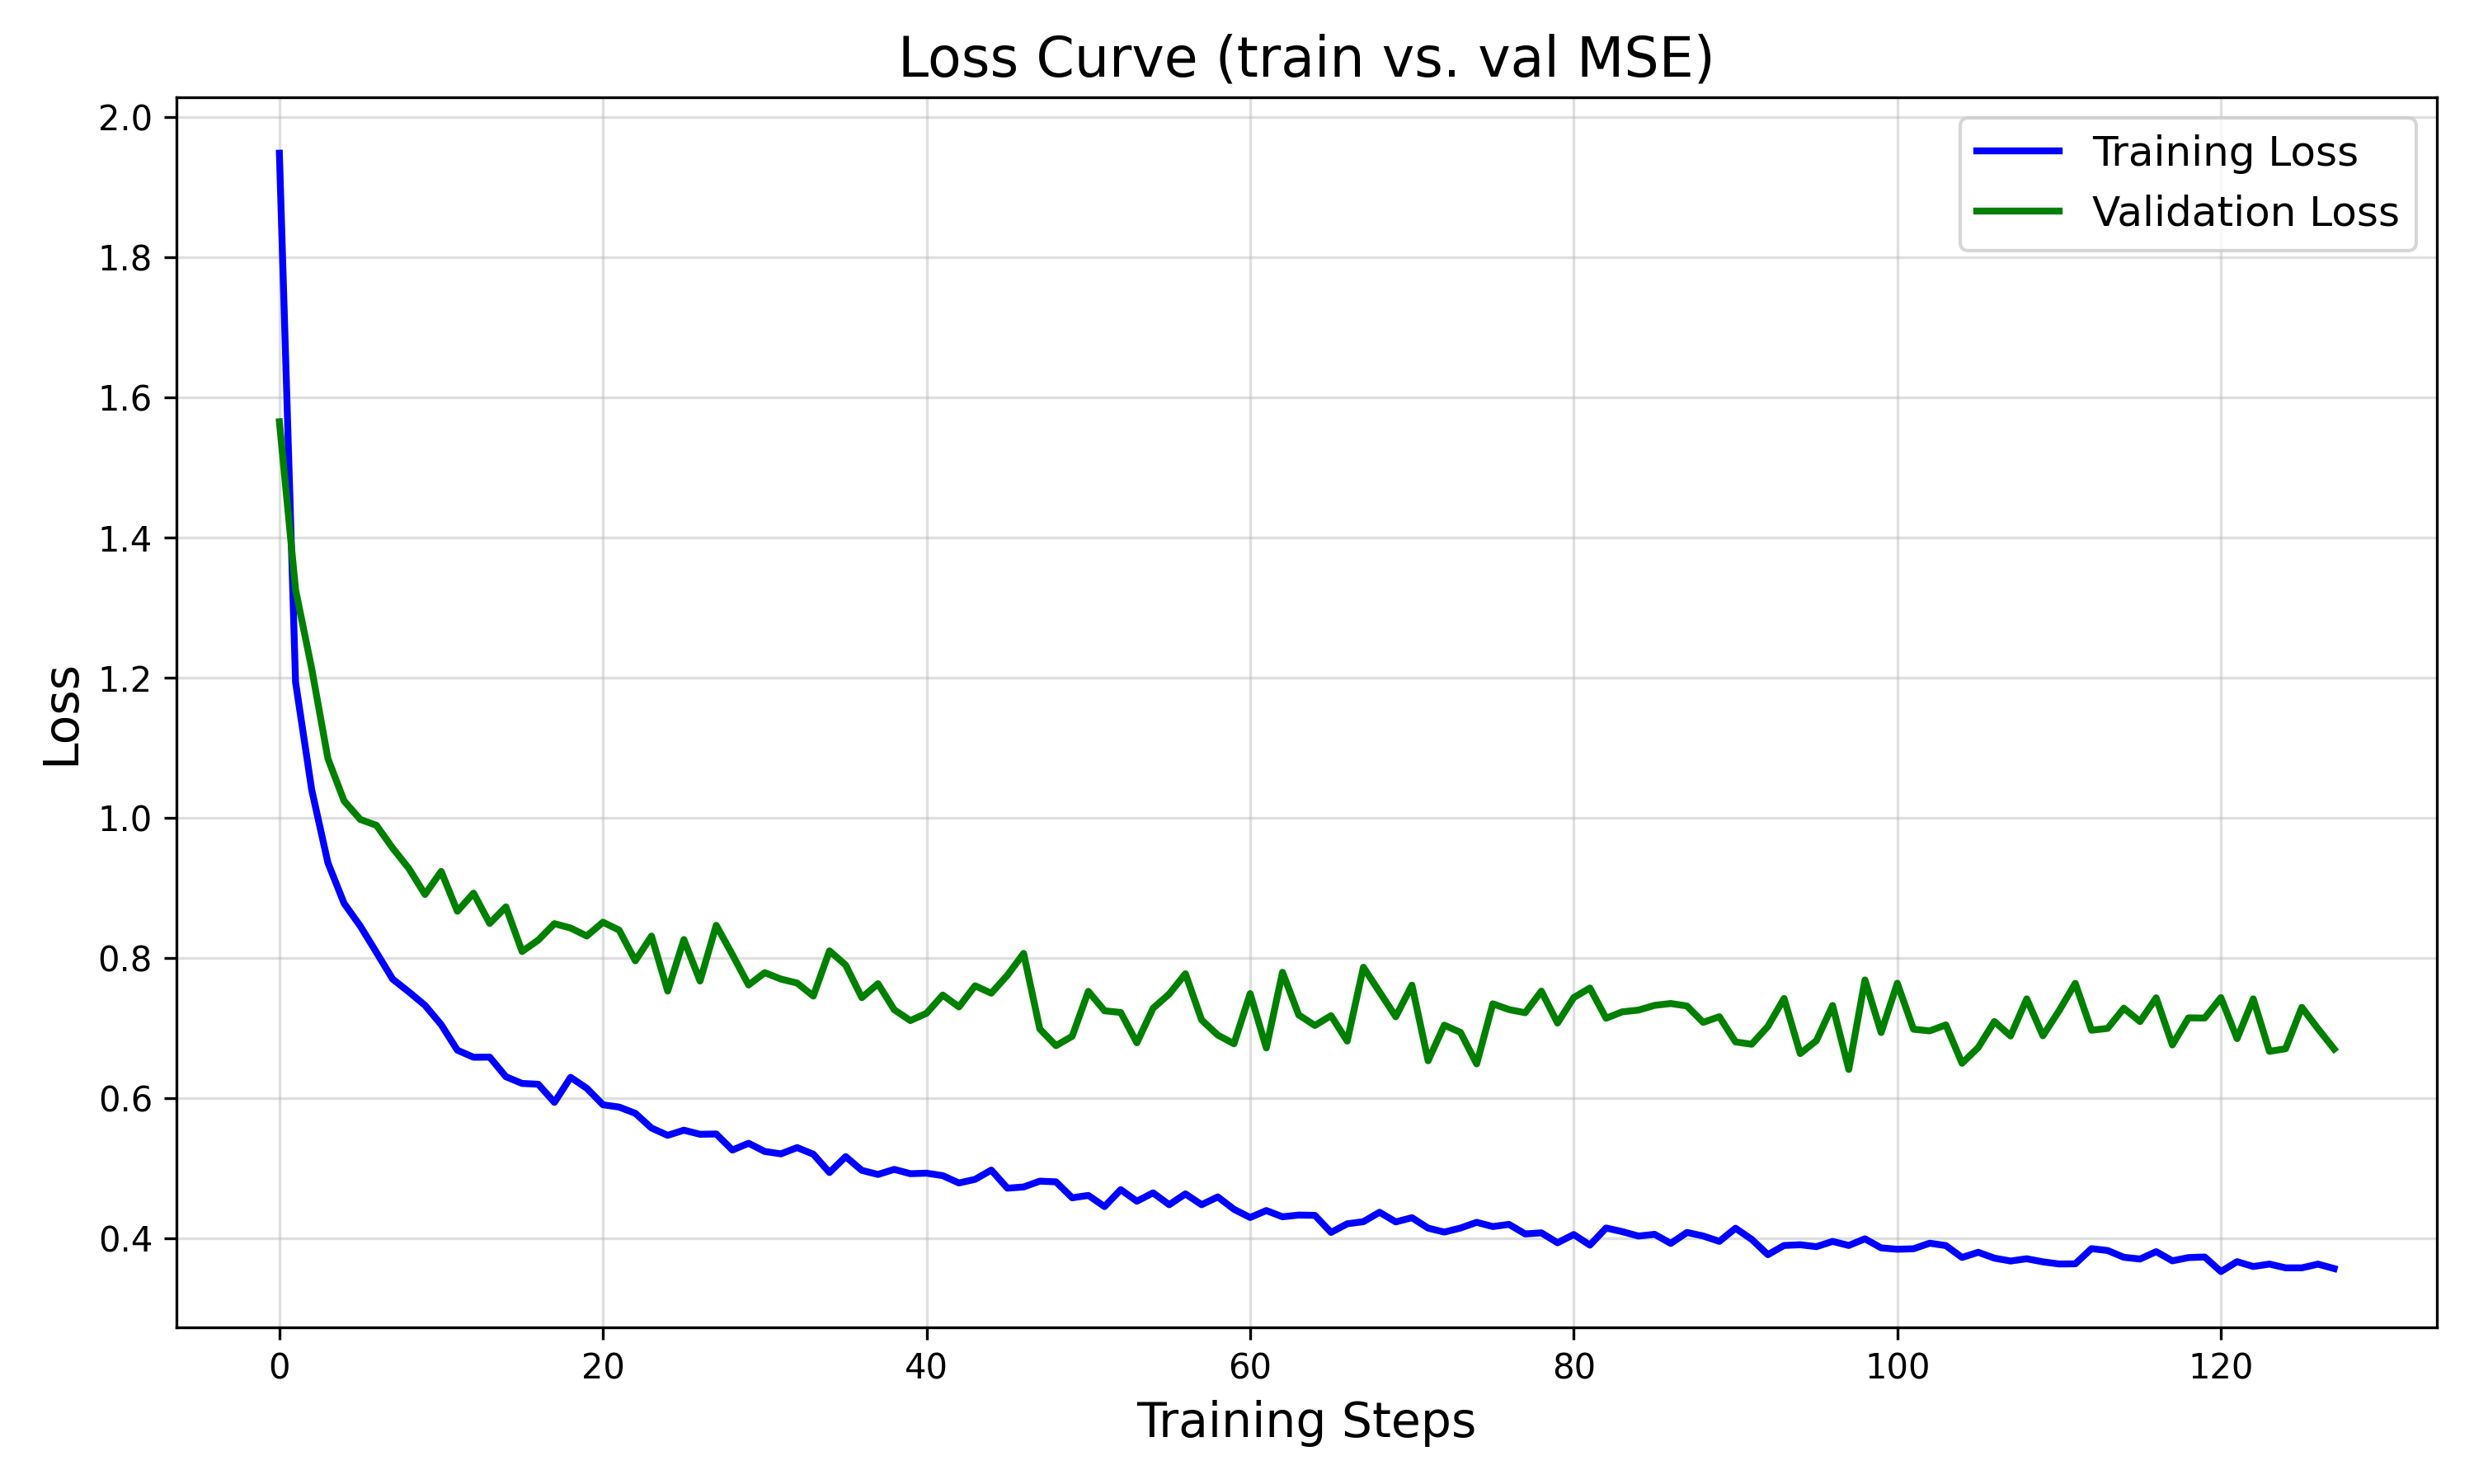 Loss Curve (train vs. val MSE)
Training Loss
Validation Loss
2.0
1.8
1.6
1.4
1.2
1.0
0.8
0.6
0.4
Loss
0 20 40 60 80 100 120
Training Steps